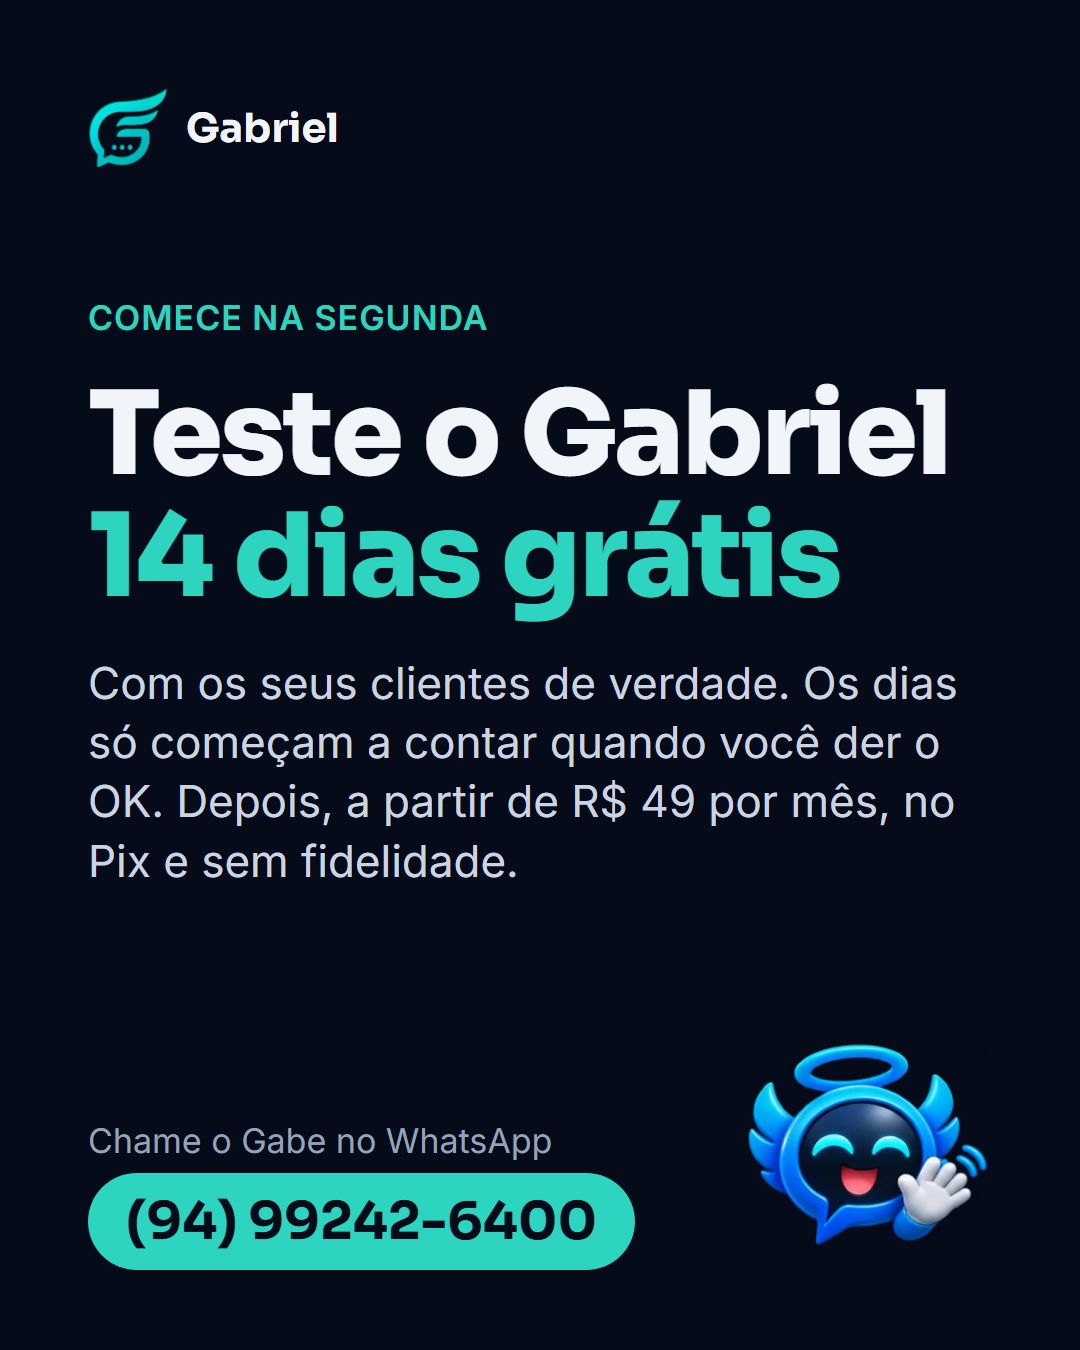 Gabriel
COMECE NA SEGUNDA
Teste o Gabriel
14 dias grátis
Com os seus clientes de verdade. Os dias
só começam a contar quando você der o
OK. Depois, a partir de R$ 49 por mês, no
Pix e sem fidelidade.
Chame o Gabe no WhatsApp
(94) 99242-6400